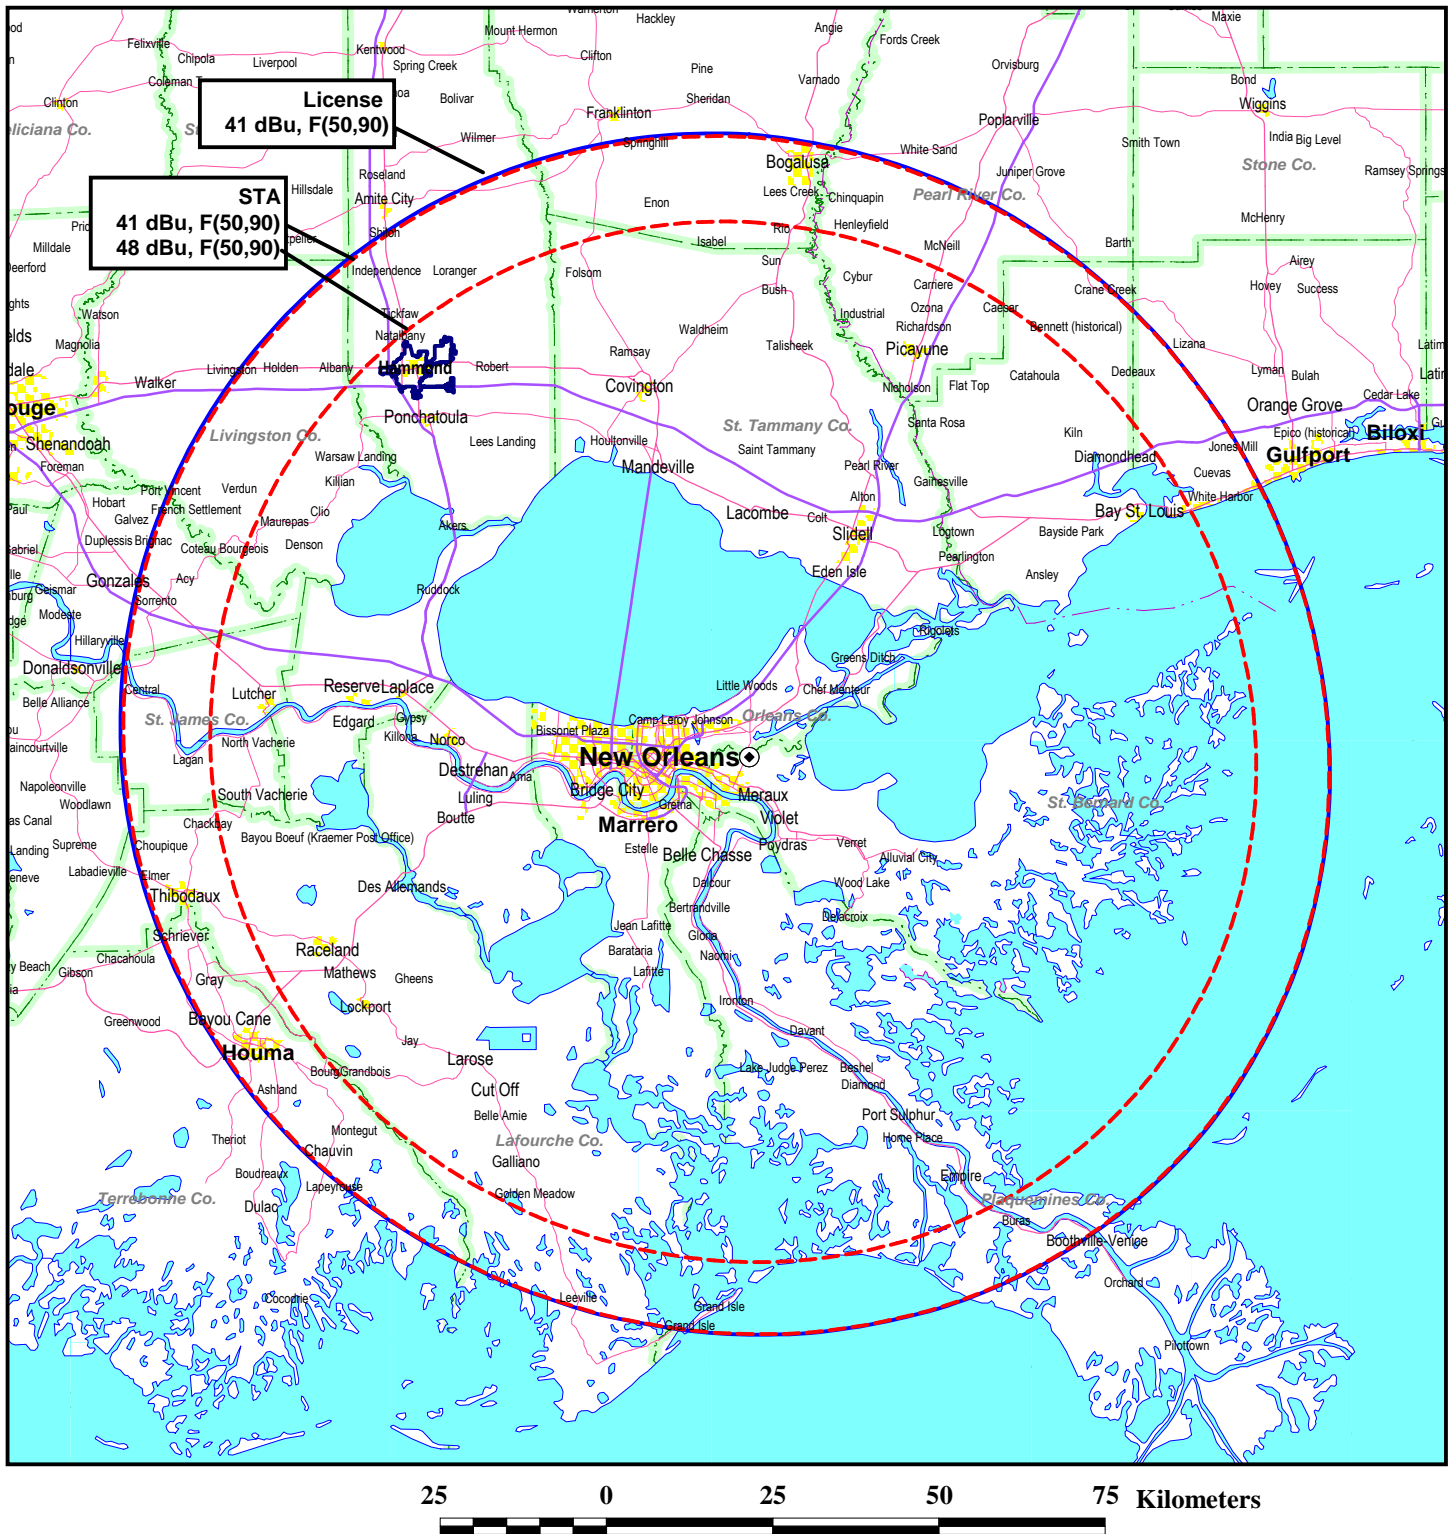 Felixville
Chipola
Liverpool
Coleman T
Clinton
eliciana Co.
Kentwood
Spring Creek
Mount Hermon
Hackley
Clifton
Pine
Bolivar
Wilmer
Franklinton
Springhill
Sheridan
Varnado
Angie
Fords Creek
Orvisburg
Maxie
Bond
Wiggins
Poplarville
India
Big Level
Smith Town
Stone Co.
Ramsey Springs
License
41 dBu, F(50,90)
STA
41 dBu, F(50,90)
48 dBu, F(50,90)
Hillsdale
Roseland
Amite City
Shiloh
Bogalusa
Lees Creek
Chinquapin
White Sand
Juniper Grove
Pearl River Co.
McHenry
Enon
Isabel
Rio
Henleyfield
McNeill
Barth
Milldale
Deerford
Independence
Loranger
Folsom
Sun
Bush
Cybur
Carriere
Crane Creek
Airey
Hovey
Success
ghts
Watson
elds
Magnolia
dale
Tickfaw
Natalbany
Hammond
Waldheim
Talisheek
Industrial
Ozona
Richardson
Caesar
Bennett (historical)
Lizana
Picayune
Ramsay
Walker
Livingston
Holden
Albany
Robert
Covington
Nicholson
Flat Top
Catahoula
Dedeaux
Lyman
Bulah
Cedar Lake
ouge
Shenandoah
Foreman
Livingston Co.
Ponchatoula
Lees Landing
Houltonville
Mandeville
St. Tammany Co.
Saint Tammany
Santa Rosa
Kiln
Orange Grove
Epico (historical)
Biloxi
Gulfport
Jones Mill
Diamondhead
Cuevas
White Harbor
Bay St. Louis
Warsaw Landing
Killian
Verdun
Port Vincent
French Settlement
Hobart
Galvez
Duplessis
Brignac
Maurepas
Clio
Denson
Coteau Bourgeois
Akers
Pearl River
Alton
Gainesville
Lacombe
Colt
Slidell
Logtown
Bayside Park
Pearlington
Eden Isle
Ansley
Paul
Gabriel
Geismar
Gonzales
Acy
Sorrento
Modeste
Hillaryville
Ruddock
Rigolets
Greens Ditch
Donaldsonville
Central
Belle Alliance
Lutcher
Reserve
Laplace
Little Woods
Chef Menteur
St. James Co.
Edgard
Gypsy
Killona
Norco
Bissonet Plaza
Camp Leroy Johnson
Orleans Co.
aincourtville
North Vacherie
Lagan
New Orleans
Destrehan
Ama
Napoleonville
Woodlawn
South Vacherie
Luling
Boutte
Bridge City
Gretna
Meraux
St. Bernard Co.
as Canal
Chackbay
Marrero
Violet
Supreme
Landing
Choupique
Bayou Boeuf (Kraemer Post Office)
Estelle
Belle Chasse
Poydras
Verret
Alluvial City
Labadieville
Elmer
Thibodaux
Des Allemands
Dalcour
Wood Lake
Bertrandville
Delacroix
Schriever
Raceland
Jean Lafitte
Gloria
Naomi
Barataria
Lafitte
Chacahoula
y Beach
Gibson
Gray
Mathews
Gheens
Lockport
Ironton
Greenwood
Bayou Cane
Houma
Jay
Larose
Davant
Bourg
Grandbois
Lake Judge Perez
Beshel
Diamond
Ashland
Cut Off
Belle Amie
Port Sulphur
Home Place
Theriot
Montegut
Chauvin
Lafourche Co.
Galliano
Boudreaux
Lapeyrouse
Golden Meadow
Terrebonne Co.
Dulac
Empire
Plaquemines Co.
Buras
Boothville-Venice
Orchard
Cocodrie
Leeville
Grand Isle
Grand Isle
Pilottown
25 0 25 50 75 Kilometers